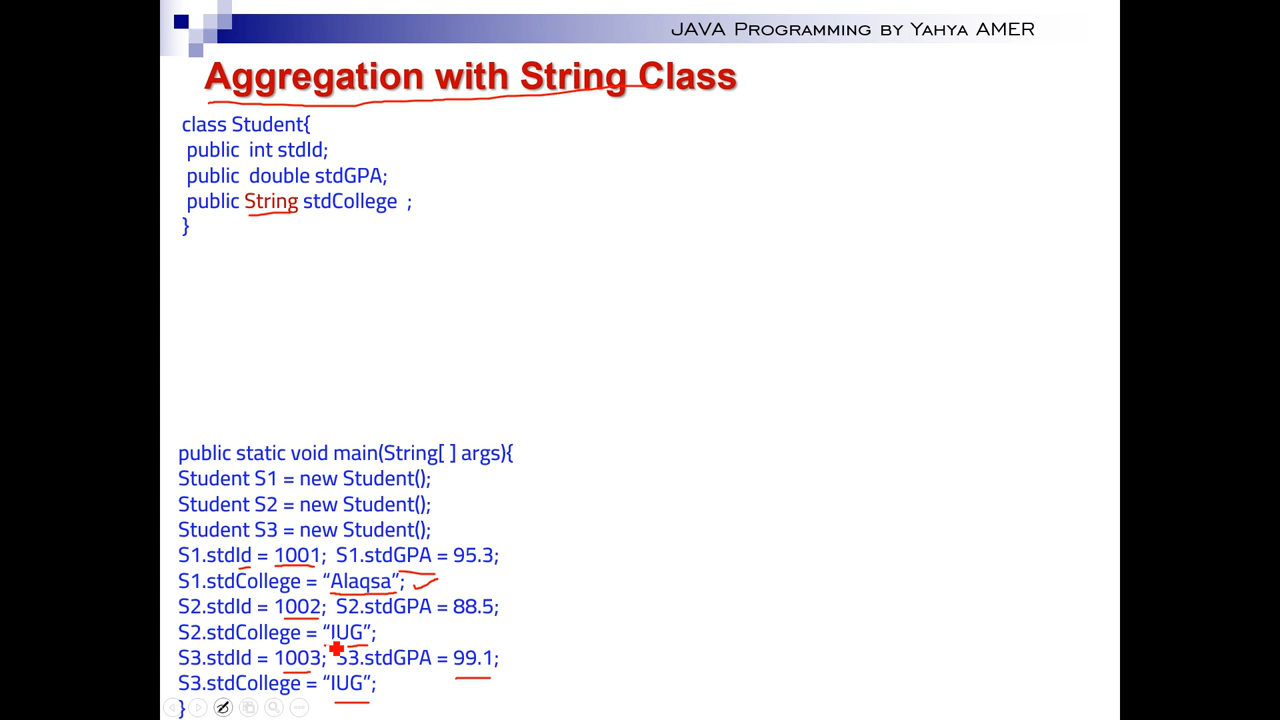 JAVA Programming by Yahya AMER
Aggregation with String Class
class Student{
public int stdId;
public double stdGPA;
public String stdCollege ;
}
public static void main(String[ ] args){
Student S1 = new Student();
Student S2 = new Student();
Student S3 = new Student();
S1.stdId = 1001; S1.stdGPA = 95.3;
S1.stdCollege = “Alaqsa”;
S2.stdId = 1002; S2.stdGPA = 88.5;
S2.stdCollege = “IUG”;
S3.stdId = 1003; S3.stdGPA = 99.1;
S3.stdCollege = “IUG”;
}